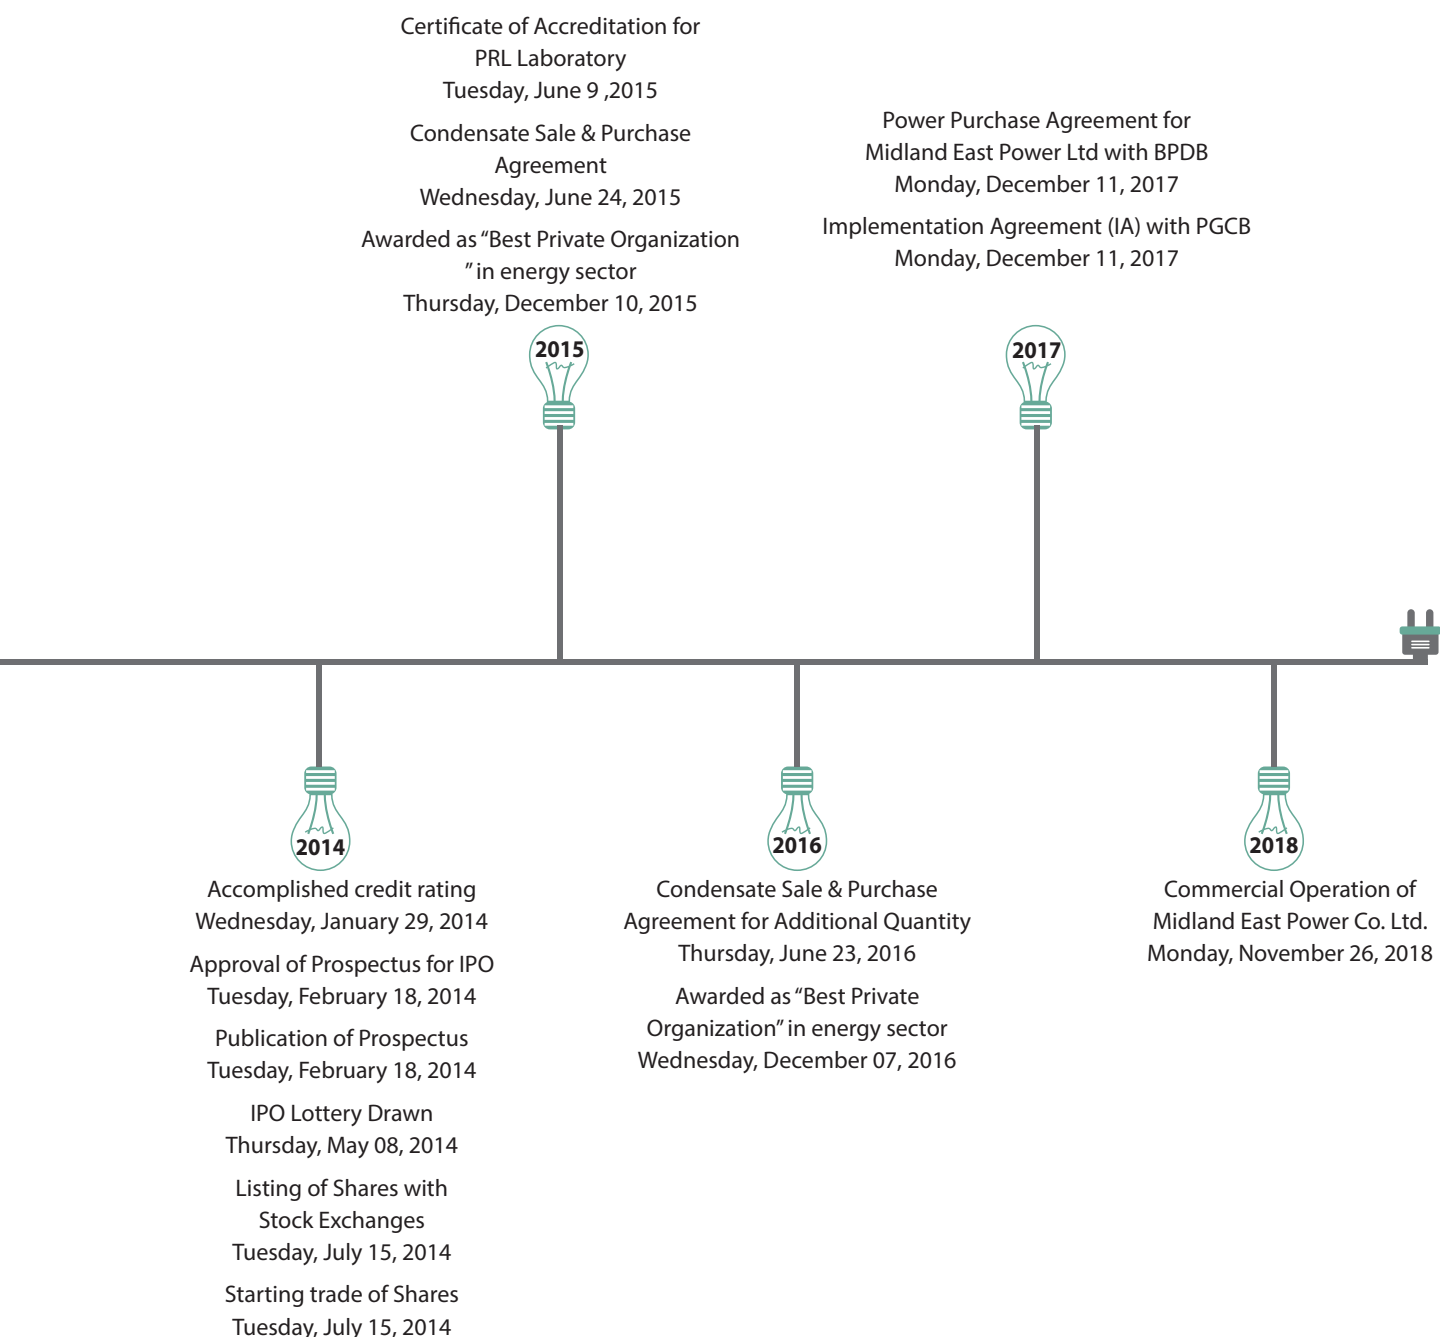 Certificate of Accreditation for
PRL Laboratory
Tuesday, June 9 ,2015
Condensate Sale & Purchase
Agreement
Wednesday, June 24, 2015
Awarded as “Best Private Organization
” in energy sector
Thursday, December 10, 2015
2015
Power Purchase Agreement for
Midland East Power Ltd with BPDB
Monday, December 11, 2017
Implementation Agreement (IA) with PGCB
Monday, December 11, 2017
2017
2014
Accomplished credit rating
Wednesday, January 29, 2014
Approval of Prospectus for IPO
Tuesday, February 18, 2014
Publication of Prospectus
Tuesday, February 18, 2014
IPO Lottery Drawn
Thursday, May 08, 2014
Listing of Shares with
Stock Exchanges
Tuesday, July 15, 2014
Starting trade of Shares
Tuesday, July 15, 2014
2016
Condensate Sale & Purchase
Agreement for Additional Quantity
Thursday, June 23, 2016
Awarded as “Best Private
Organization” in energy sector
Wednesday, December 07, 2016
2018
Commercial Operation of
Midland East Power Co. Ltd.
Monday, November 26, 2018